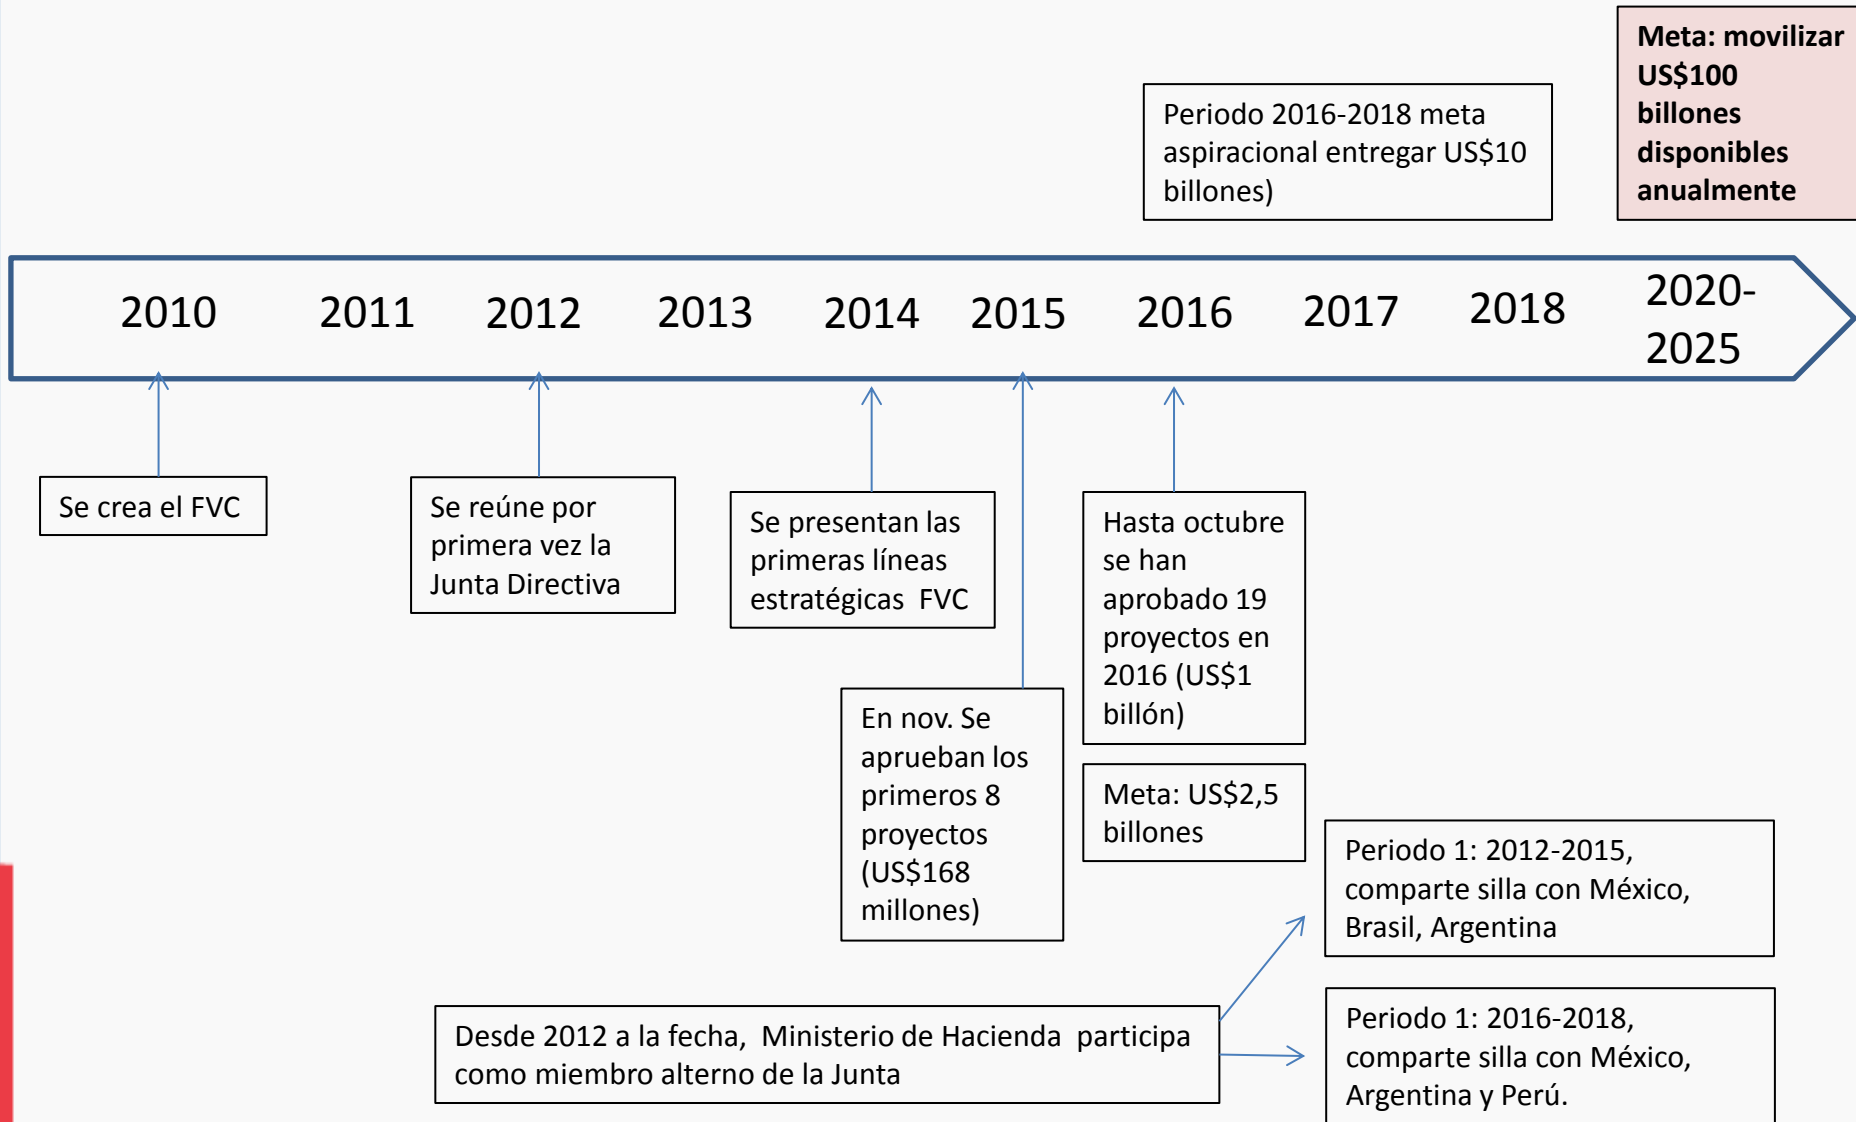 Meta: movilizar
US$100
billones
disponibles
anualmente
Periodo 2016-2018 meta
aspiracional entregar US$10
billones)
2010
2011
2012
2013
2014
2015
2016
2017
2018
2020-
2025
Se crea el FVC
Se reúne por
primera vez la
Junta Directiva
Se presentan las
primeras líneas
estratégicas FVC
En nov. Se
aprueban los
primeros 8
proyectos
(US$168
millones)
Hasta octubre
se han
aprobado 19
proyectos en
2016 (US$1
billón)
Meta: US$2,5
billones
Desde 2012 a la fecha, Ministerio de Hacienda participa
como miembro alterno de la Junta
Periodo 1: 2012-2015,
comparte silla con México,
Brasil, Argentina
Periodo 1: 2016-2018,
comparte silla con México,
Argentina y Perú.